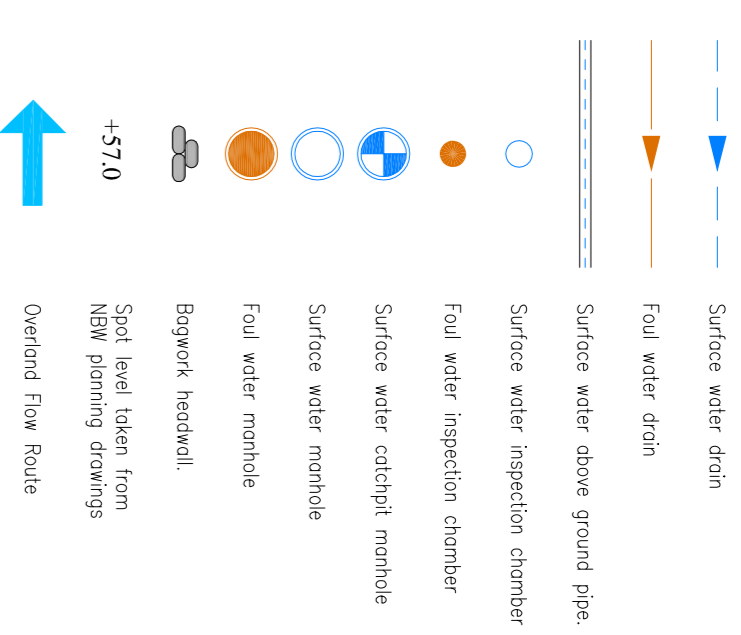 Surface water drain
Foul water drain
Surface water above ground pipe.
Surface water inspection chamber
Foul water inspection chamber
Surface water catchpit manhole
Surface water manhole
Foul water manhole
Bagwork headwall.
+57.0
Spot level taken from
NBW planning drawings
Overland Flow Route